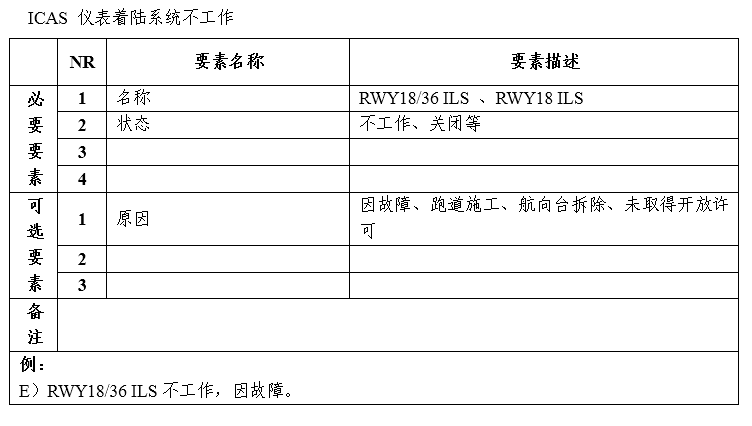 ICAS 仪表着陆系统不工作
NR 要素名称 要素描述
必要要素
1 名称 RWY18/36 ILS 、RWY18 ILS
2 状态 不工作、关闭等
3
4
可选要素
1 原因 因故障、跑道施工、航向台拆除、未取得开放许
可
2
3
备注
例：
E）RWY18/36 ILS 不工作，因故障。